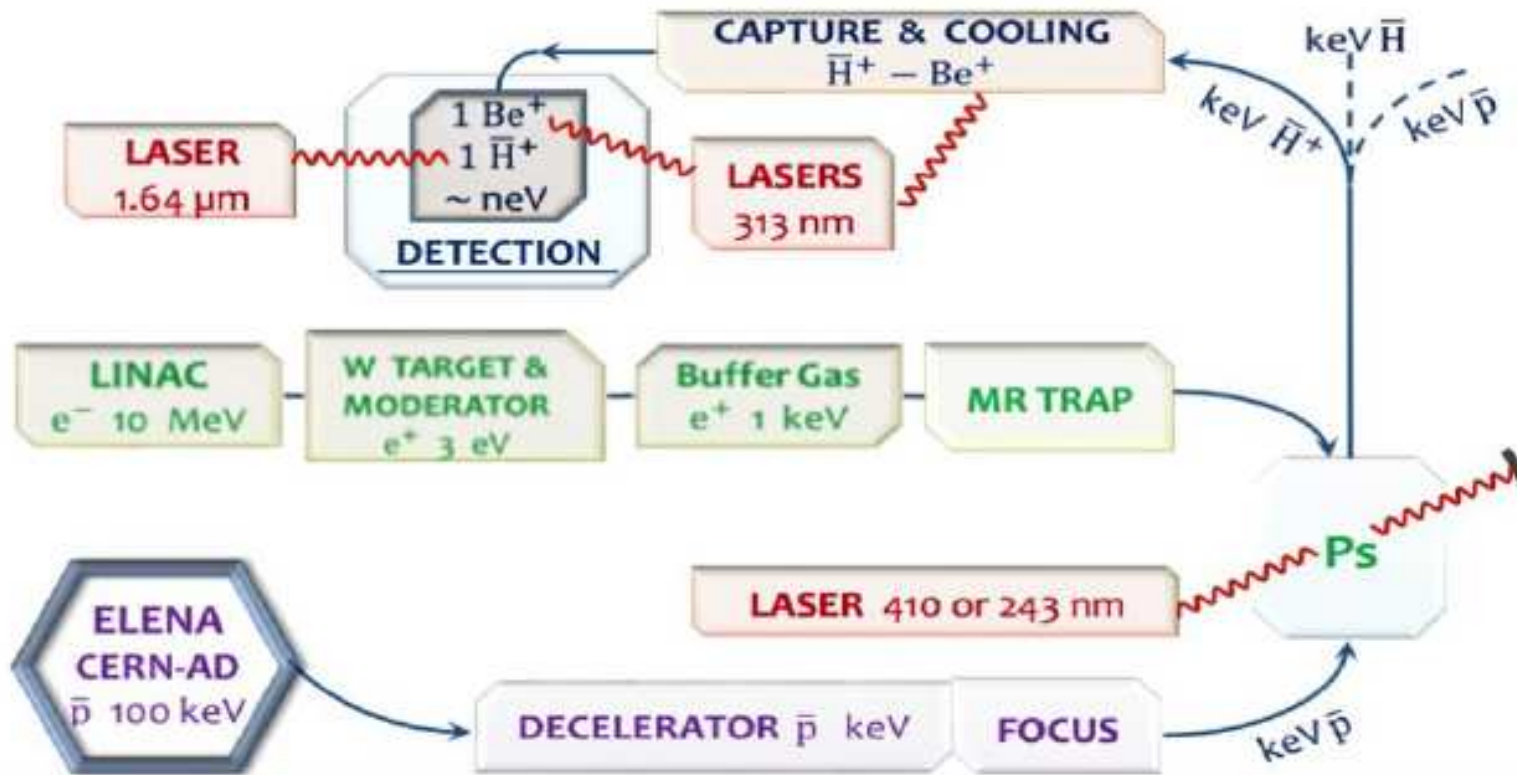 CAPTURE & COOLING
H̅⁺ − Be⁺
keV H̅
keV p̅
keV H̅⁺
LASER
1.64 µm
1 Be⁺
1 H̅⁺
~ neV
DETECTION
LASERS
313 nm
LINAC
e⁻ 10 MeV
W TARGET &
MODERATOR
e⁺ 3 eV
Buffer Gas
e⁺ 1 keV
MR TRAP
Ps
LASER 410 or 243 nm
ELENA
CERN-AD
p̅ 100 keV
DECELERATOR p̅ keV
FOCUS
keV p̅